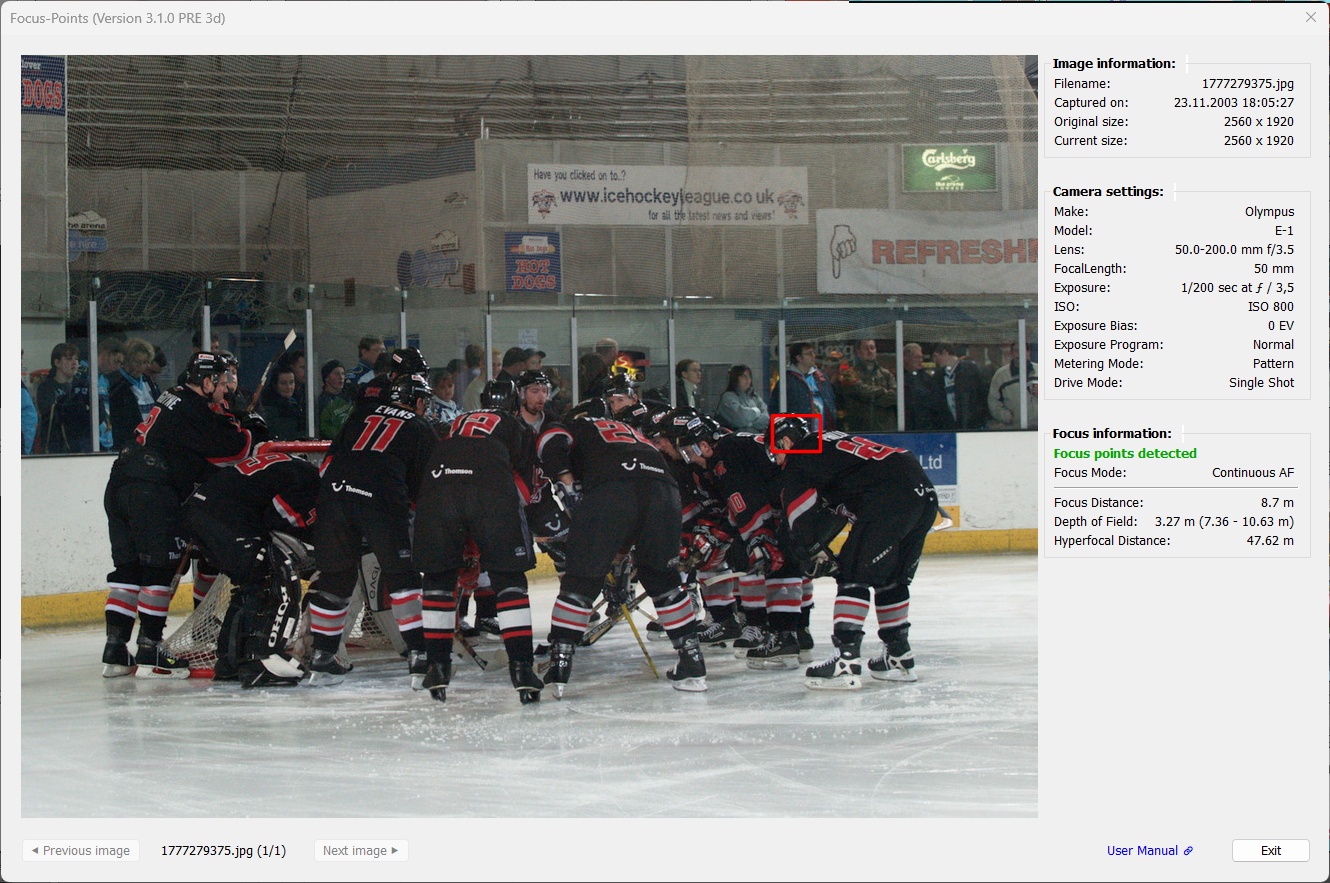 Focus-Points (Version 3.1.0 PRE 3d)
DOGS
Have you clicked on to..?
www.icehockeyleague.co.uk
for all the latest news and views!
Carlsberg
the arena
REFRESH
HOT
DOGS
EVANS
11
9
12
Thomson
Thomson
Thomson
Ltd
Image information:
Filename: 1777279375.jpg
Captured on: 23.11.2003 18:05:27
Original size: 2560 x 1920
Current size: 2560 x 1920
Camera settings:
Make: Olympus
Model: E-1
Lens: 50.0-200.0 mm f/3.5
FocalLength: 50 mm
Exposure: 1/200 sec at ƒ / 3,5
ISO: ISO 800
Exposure Bias: 0 EV
Exposure Program: Normal
Metering Mode: Pattern
Drive Mode: Single Shot
Focus information:
Focus points detected
Focus Mode: Continuous AF
Focus Distance: 8.7 m
Depth of Field: 3.27 m (7.36 - 10.63 m)
Hyperfocal Distance: 47.62 m
Previous image
1777279375.jpg (1/1)
Next image
User Manual
Exit